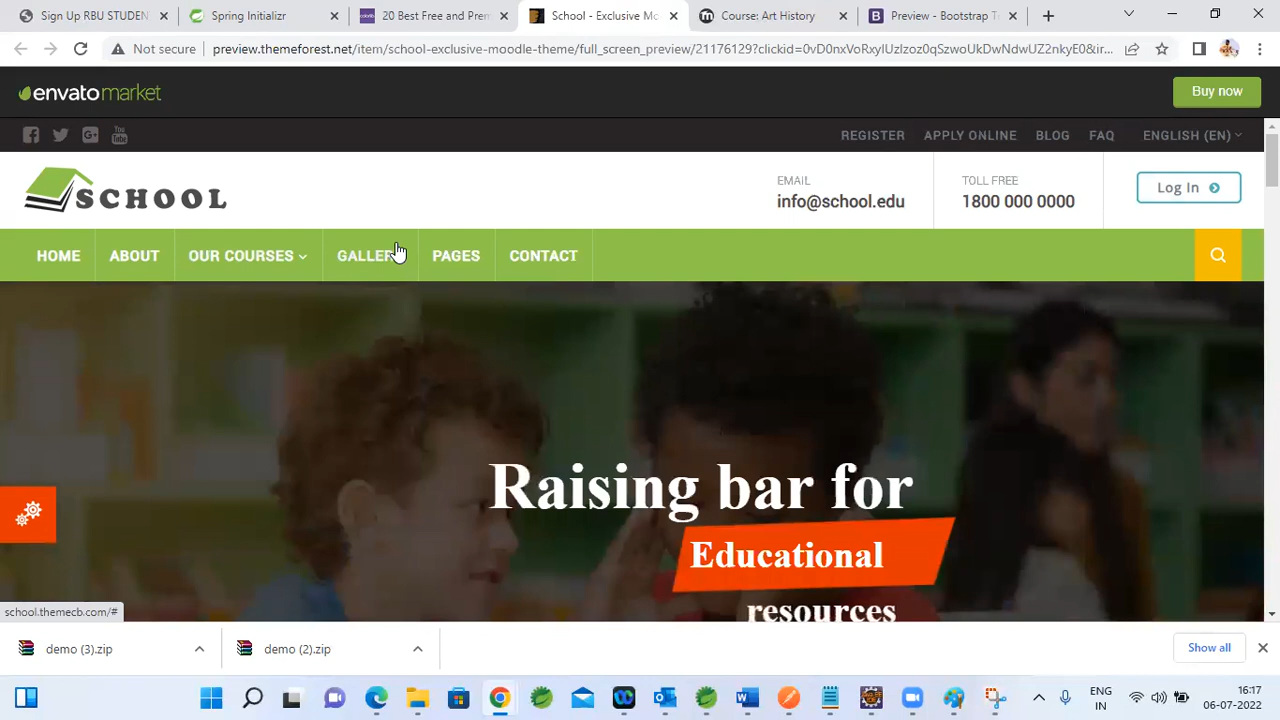 Sign Up RBU STUDEN
Spring Initializr
20 Best Free and Prem
School - Exclusive Mo
Course: Art History
Preview - Bootstrap T
Not secure
preview.themeforest.net/item/school-exclusive-moodle-theme/full_screen_preview/21176129?clickid=0vD0nxVoRxyIUzlzoz0qSzwoUkDwNdwUZ2nkyE0&ir...
envatomarket
Buy now
REGISTER
APPLY ONLINE
BLOG
FAQ
ENGLISH (EN)
SCHOOL
EMAIL
info@school.edu
TOLL FREE
1800 000 0000
Log In
HOME
ABOUT
OUR COURSES
GALLER
PAGES
CONTACT
Raising bar for
Educational
resources
school.themecb.com/#
demo (3).zip
demo (2).zip
Show all
ENG
IN
16:17
06-07-2022